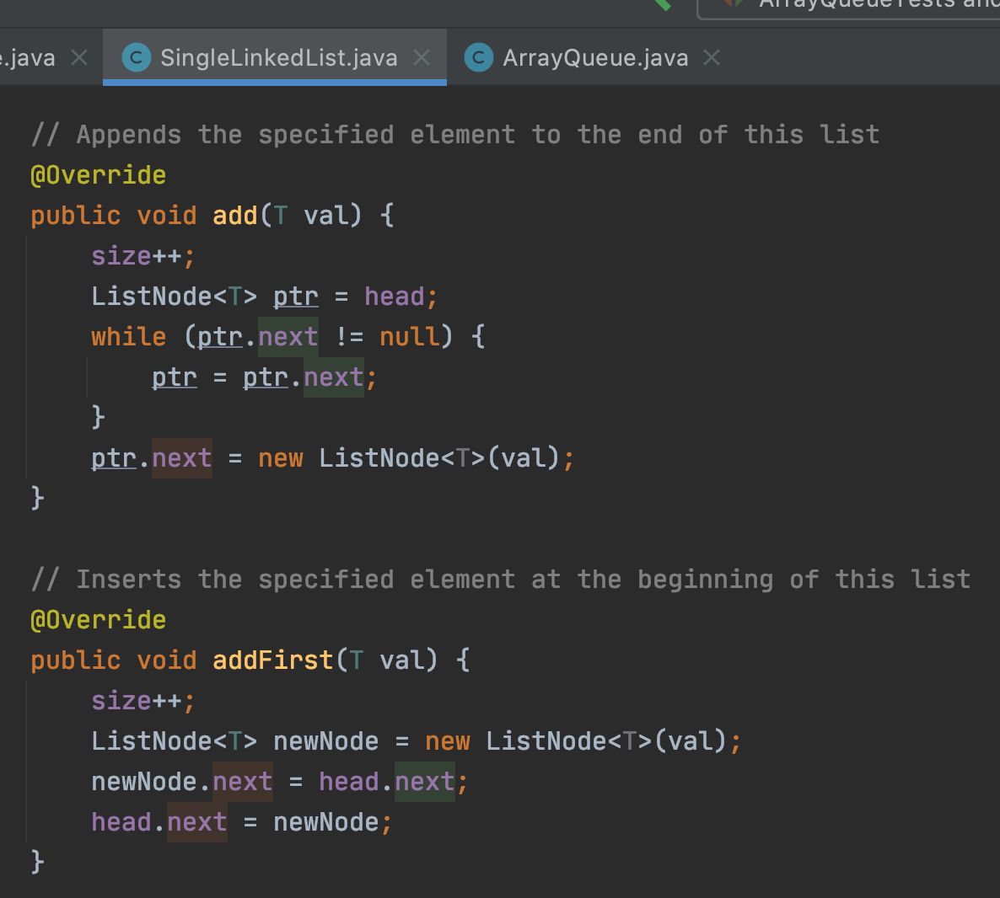 ArrayQueueTests and
.java
C SingleLinkedList.java
C ArrayQueue.java
// Appends the specified element to the end of this list
@Override
public void add(T val) {
size++;
ListNode<T> ptr = head;
while (ptr.next != null) {
ptr = ptr.next;
}
ptr.next = new ListNode<T>(val);
}
// Inserts the specified element at the beginning of this list
@Override
public void addFirst(T val) {
size++;
ListNode<T> newNode = new ListNode<T>(val);
newNode.next = head.next;
head.next = newNode;
}